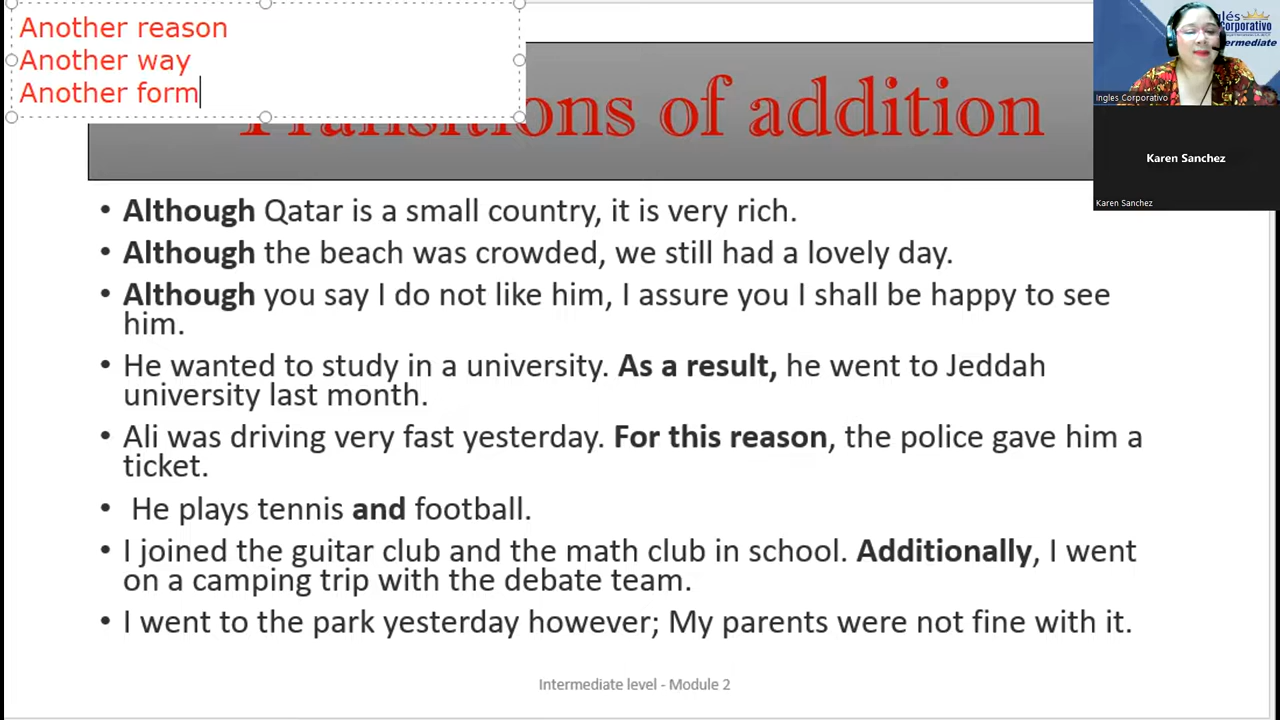 Another reason
Another way
Another form
Transitions of addition
• Although Qatar is a small country, it is very rich.
• Although the beach was crowded, we still had a lovely day.
• Although you say I do not like him, I assure you I shall be happy to see
him.
• He wanted to study in a university. As a result, he went to Jeddah
university last month.
• Ali was driving very fast yesterday. For this reason, the police gave him a
ticket.
• He plays tennis and football.
• I joined the guitar club and the math club in school. Additionally, I went
on a camping trip with the debate team.
• I went to the park yesterday however; My parents were not fine with it.
Intermediate level - Module 2
Corporativo
Ingles Corporativo
Karen Sanchez
Karen Sanchez